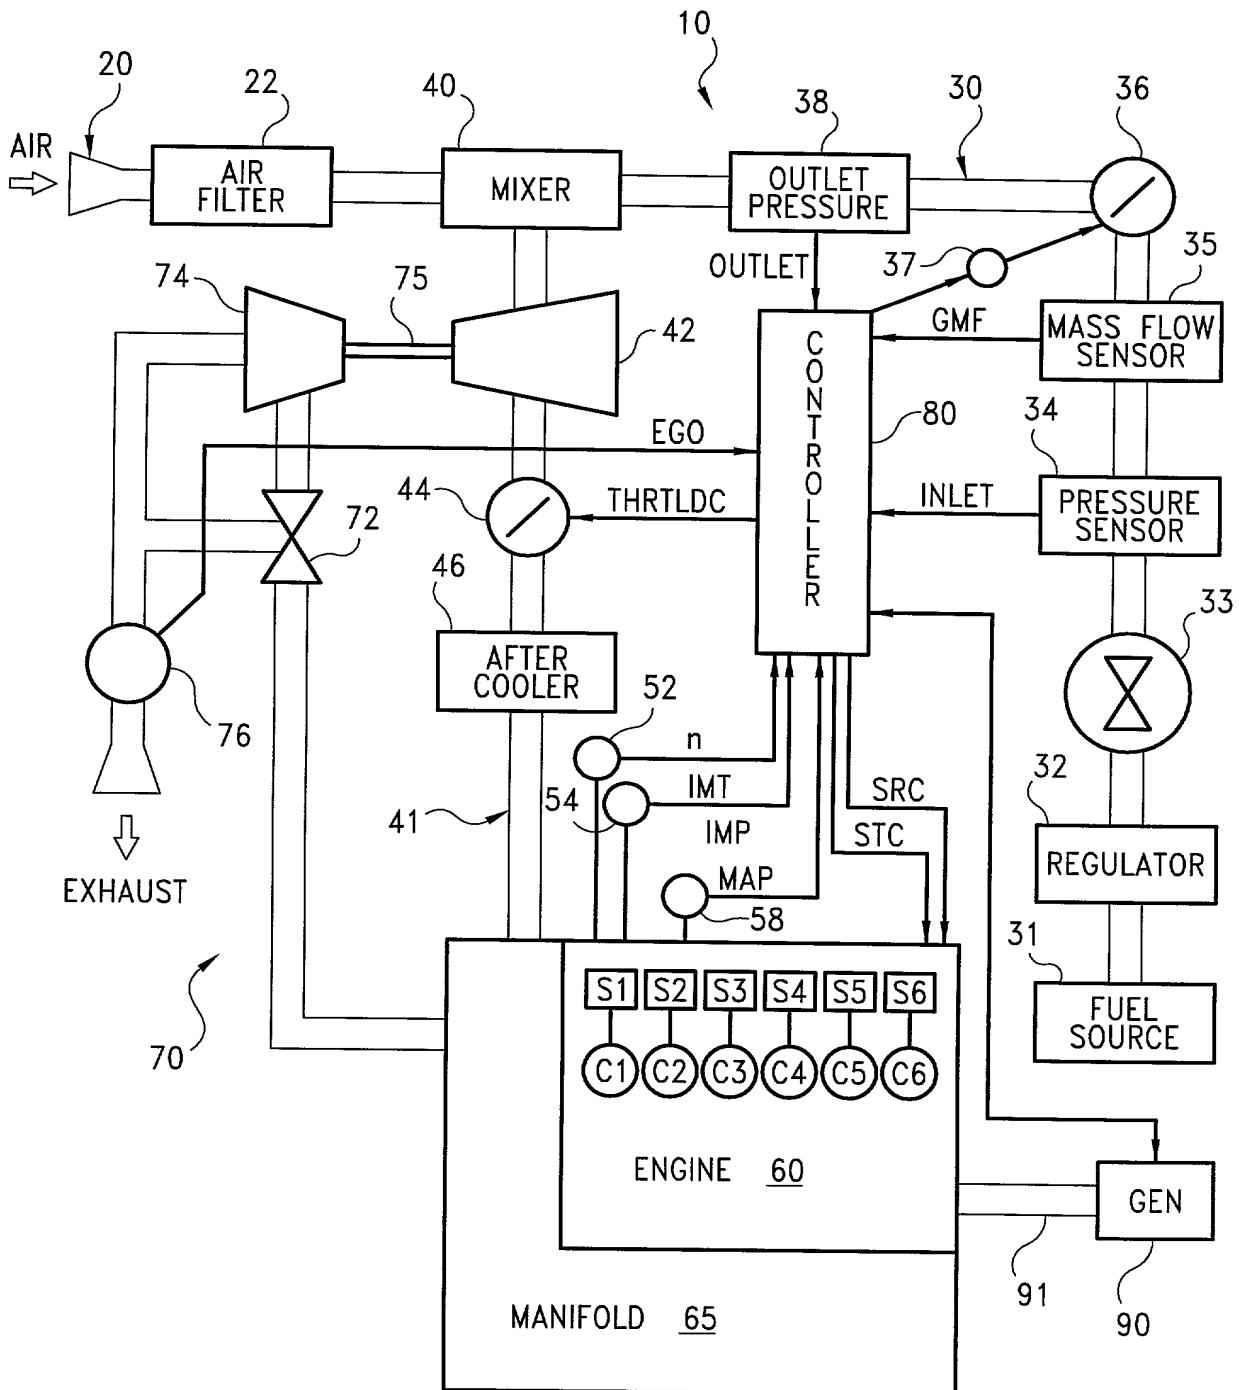 10
20
22
40
38
30
36
AIR
AIR
FILTER
MIXER
OUTLET
PRESSURE
74
75
OUTLET
37
35
42
GMF
MASS FLOW
SENSOR
CONTROLLER
34
80
EGO
44
THRTLDC
INLET
PRESSURE
SENSOR
72
46
33
AFTER
COOLER
76
52
n
32
54
IMT
SRC
41
IMP
STC
REGULATOR
EXHAUST
MAP
58
31
S1 S2 S3 S4 S5 S6
FUEL
SOURCE
70
C1 C2 C3 C4 C5 C6
ENGINE 60
GEN
91
90
MANIFOLD 65